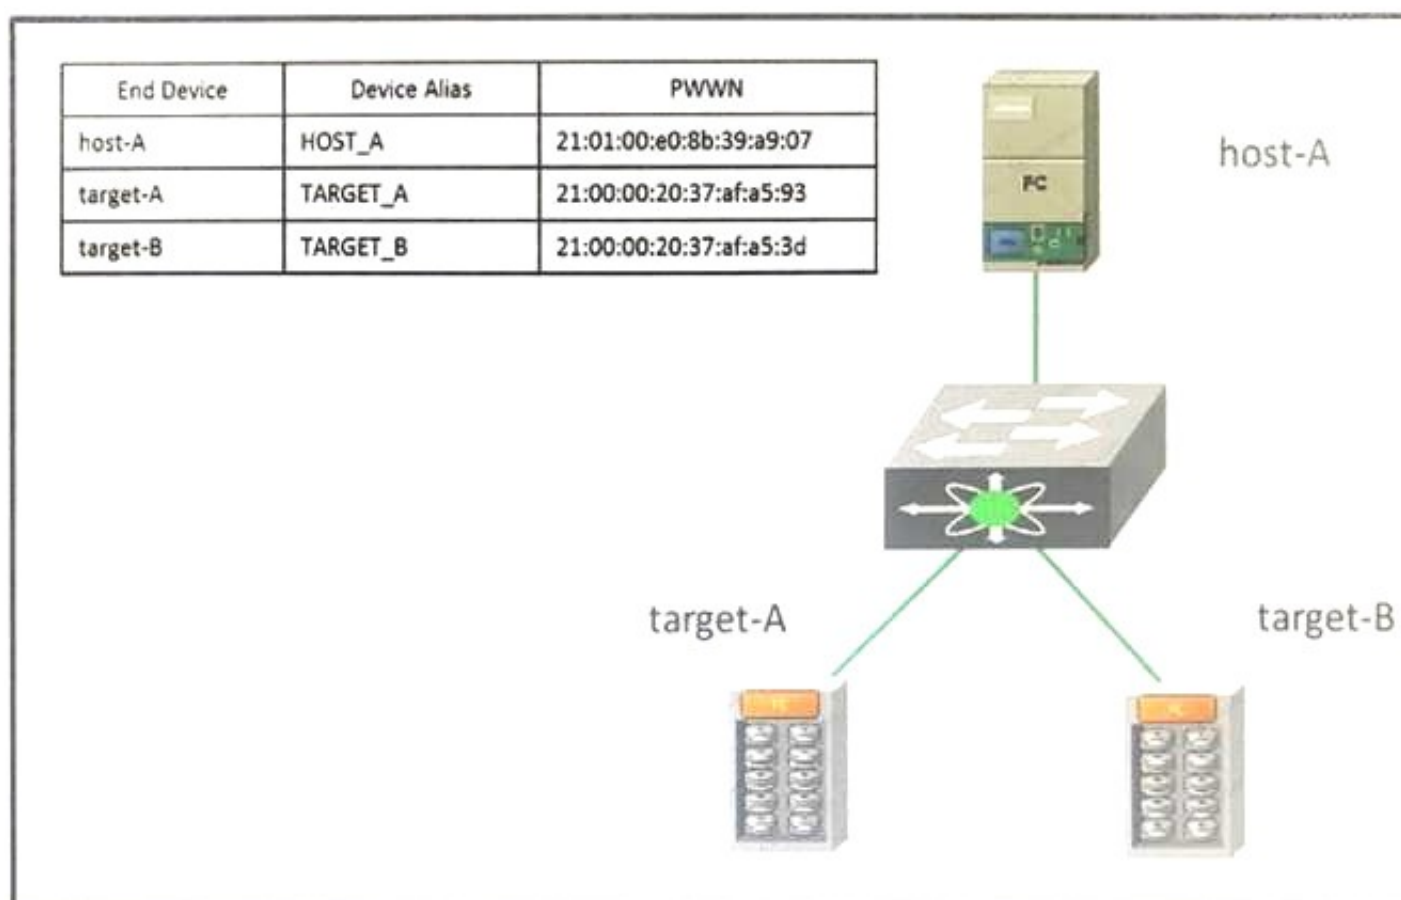 End Device Device Alias PWWN
host-A HOST_A 21:01:00:e0:8b:39:a9:07
target-A TARGET_A 21:00:00:20:37:af:a5:93
target-B TARGET_B 21:00:00:20:37:af:a5:3d
host-A
FC
target-A
target-B